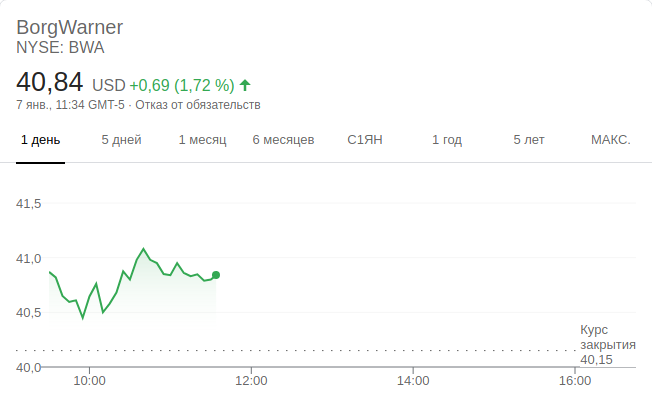 BorgWarner
NYSE: BWA
40,84 USD +0,69 (1,72 %)
7 янв., 11:34 GMT-5 · Отказ от обязательств
1 день 5 дней 1 месяц 6 месяцев С1ЯН 1 год 5 лет МАКС.
41,5
41,0
40,5
Курс
закрытия
40,15
40,0
10:00 12:00 14:00 16:00